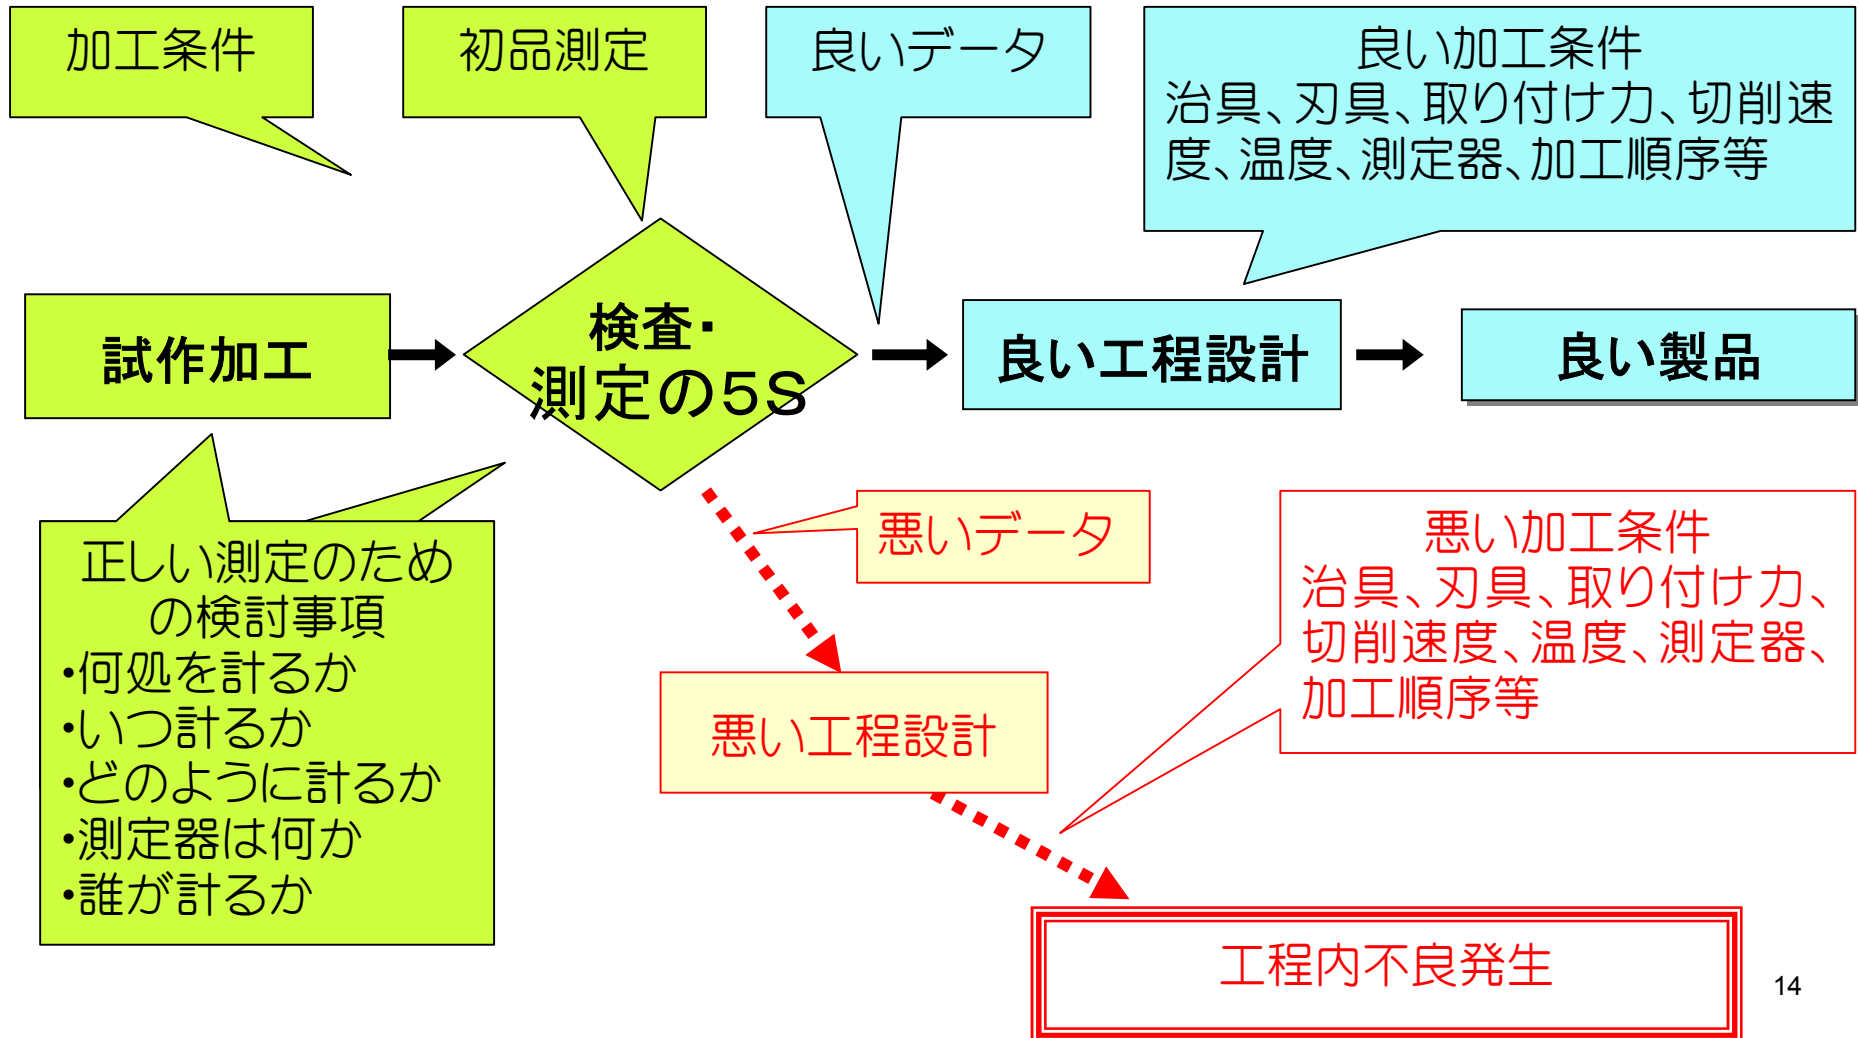 加工条件
初品測定
良いデータ
良い加工条件
治具、刃具、取り付け力、切削速
度、温度、測定器、加工順序等
試作加工
検査・
測定の5S
良い工程設計
良い製品
正しい測定のため
の検討事項
・何処を計るか
・いつ計るか
・どのように計るか
・測定器は何か
・誰が計るか
悪いデータ
悪い加工条件
治具、刃具、取り付け力、
切削速度、温度、測定器、
加工順序等
悪い工程設計
工程内不良発生
14